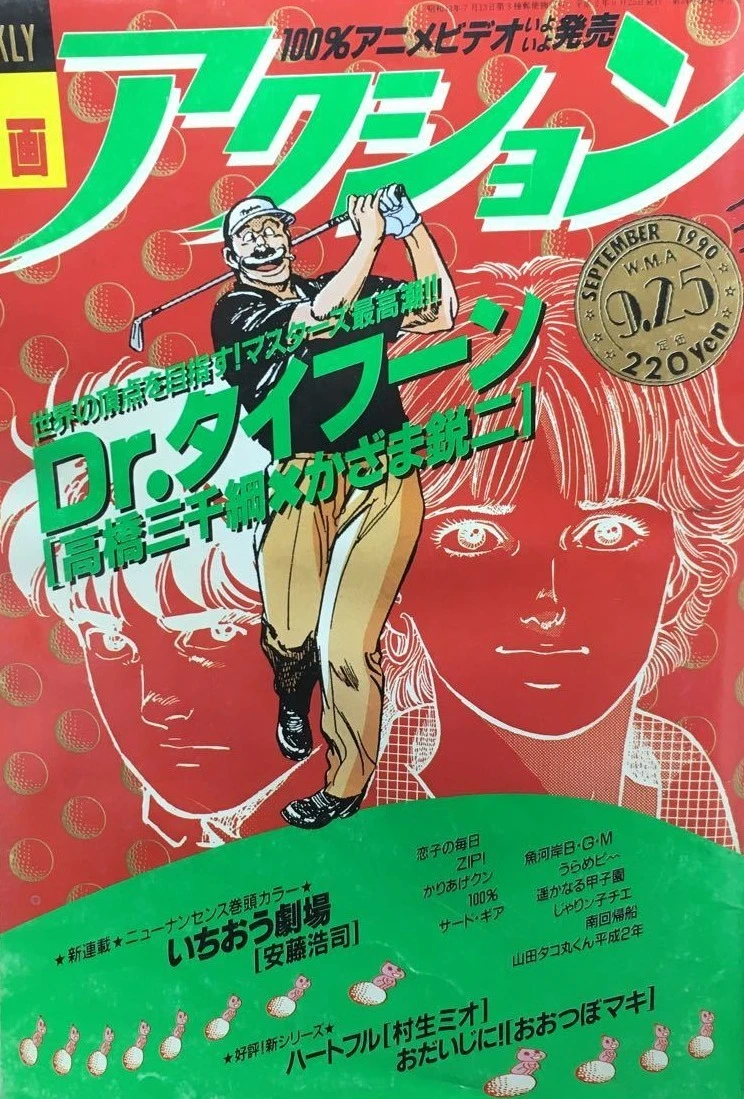 KLY
画
100%アニメビデオいよいよ発売
アクション
SEPTEMBER 1990
W.M.A
9.25
定価
220yen
世界の頂点を目指す!マスターズ最高潮!!
Dr.タイフーン
[高橋三千綱×かざま鋭二]
恋子の毎日
ZIPI
かりあげクン
100%
サード・ギア
魚河岸B・G・M
うらめピ〜
遥かなる甲子園
じゃりン子チエ
南回帰船
山田タコ丸くん平成2年
★新連載★ニューナンセンス巻頭カラー★
いちおう劇場
[安藤浩司]
★好評!新シリーズ★
ハートフル[村生ミオ]
おだいじに!![おおつぼマキ]